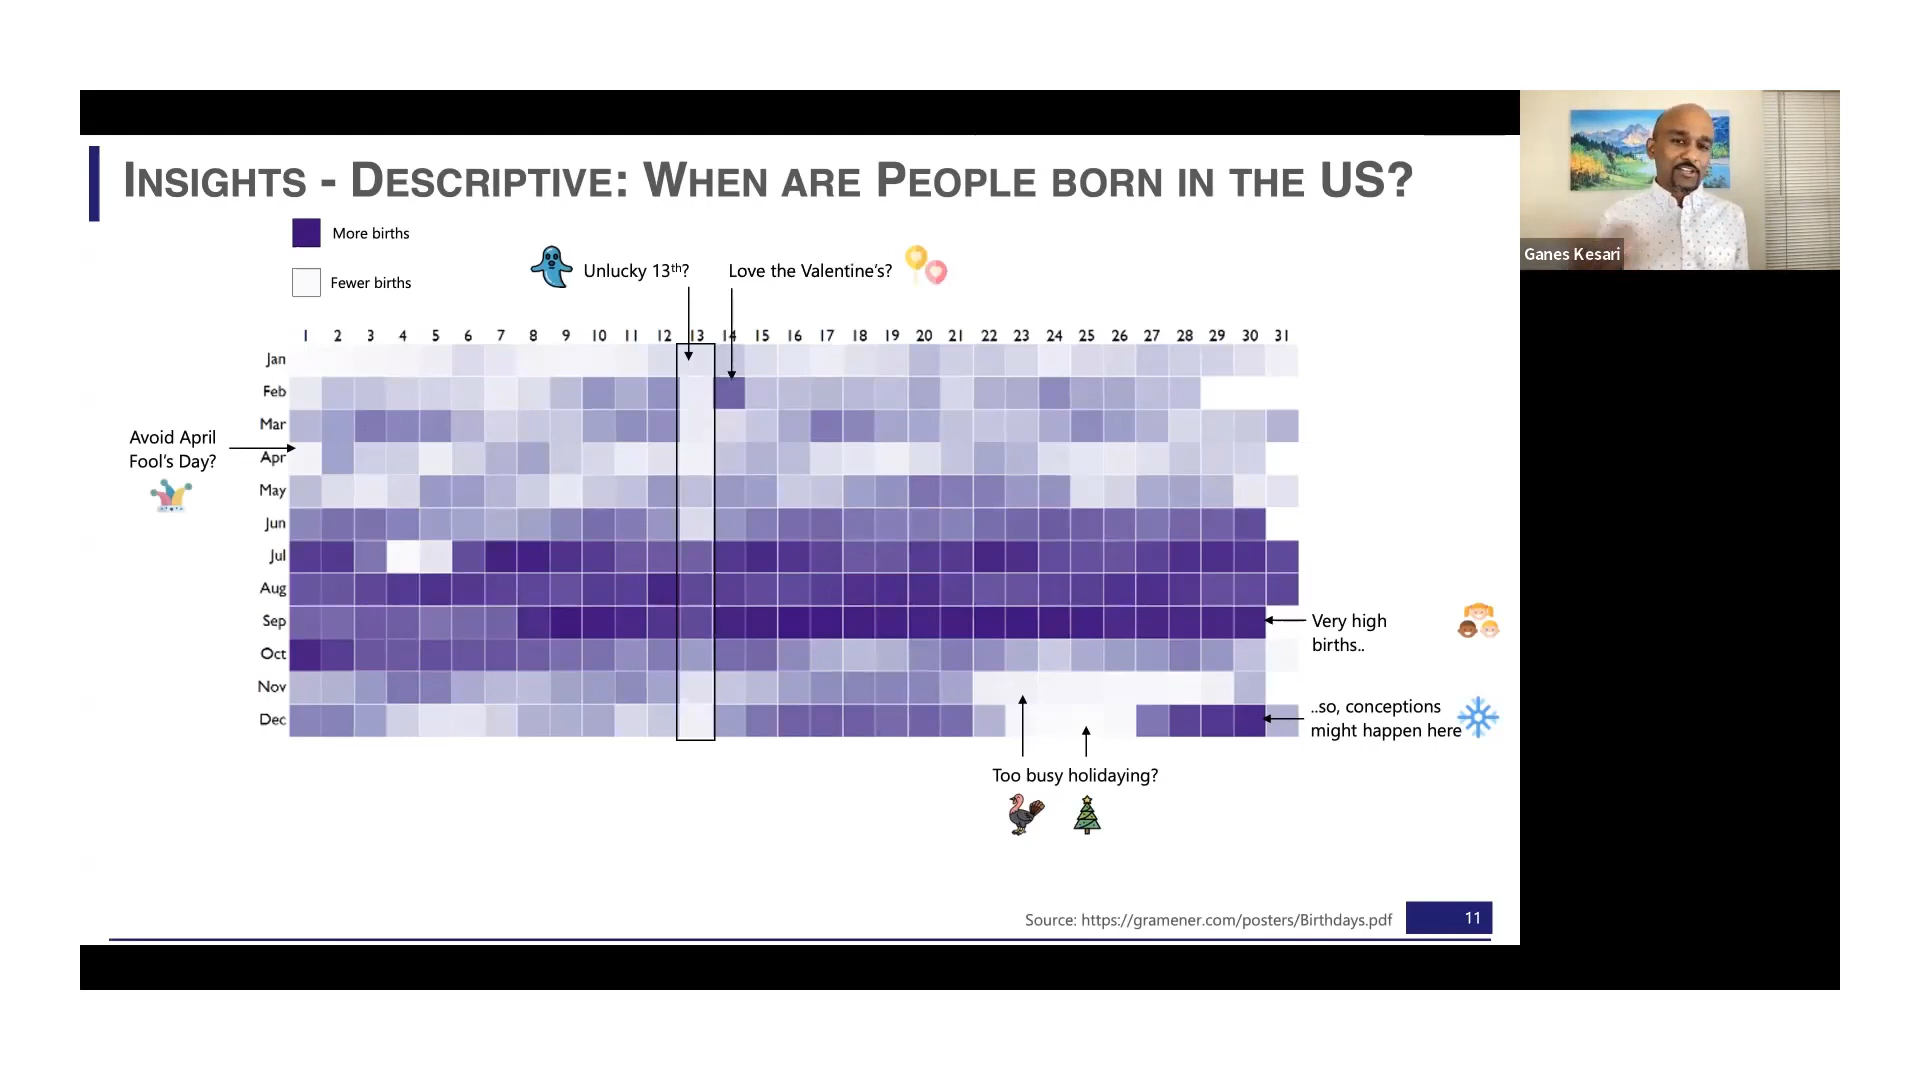 INSIGHTS - DESCRIPTIVE: WHEN ARE PEOPLE BORN IN THE US?
Ganes Kesari
More births
Fewer births
Unlucky 13th?
Love the Valentine's?
1 2 3 4 5 6 7 8 9 10 11 12 13 14 15 16 17 18 19 20 21 22 23 24 25 26 27 28 29 30 31
Jan
Feb
Mar
Avoid April
Fool's Day?
Apr
May
Jun
Jul
Aug
Sep
Very high
births..
Oct
Nov
Dec
..so, conceptions
might happen here
Too busy holidaying?
Source: https://gramener.com/posters/Birthdays.pdf
11